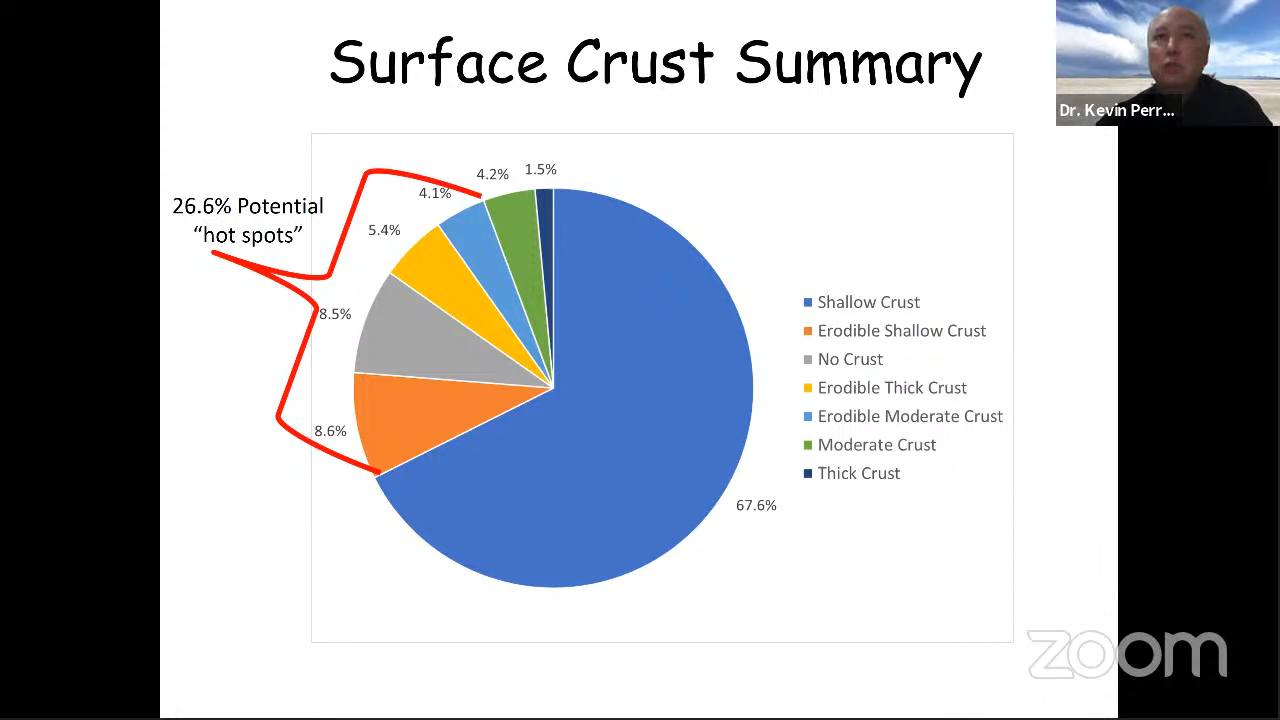 Surface Crust Summary
Dr. Kevin Perr...
26.6% Potential
“hot spots”
1.5%
4.2%
4.1%
5.4%
8.5%
8.6%
67.6%
Shallow Crust
Erodible Shallow Crust
No Crust
Erodible Thick Crust
Erodible Moderate Crust
Moderate Crust
Thick Crust
zoom